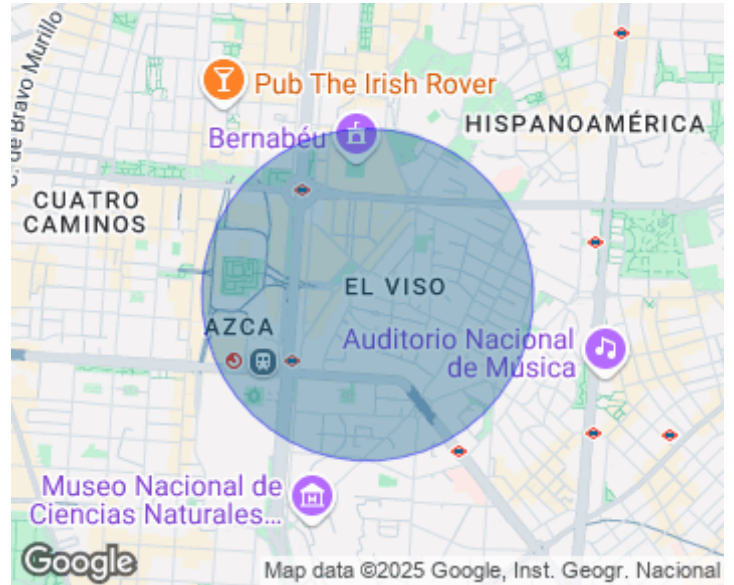 C. de Bravo Murillo
Pub The Irish Rover
Bernabéu
HISPANOAMÉRICA
CUATRO
CAMINOS
EL VISO
AZCA
Auditorio Nacional
de Música
Museo Nacional de
Ciencias Naturales...
Google
Map data ©2025 Google, Inst. Geogr. Nacional